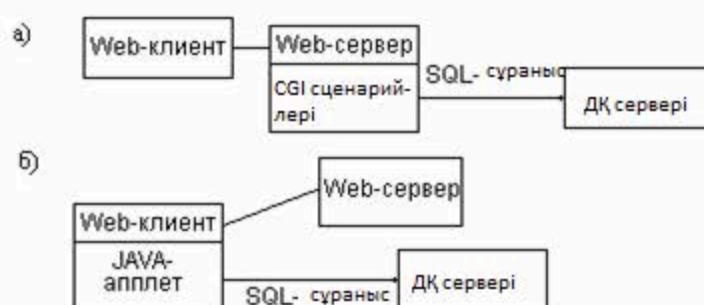 а)
Web-клиент
Web-сервер
CGI сценарий-
лері
SQL- сұраныс
ДҚ сервері
б)
Web-сервер
Web-клиент
JAVA-
апплет
SQL- сұраныс
ДҚ сервері